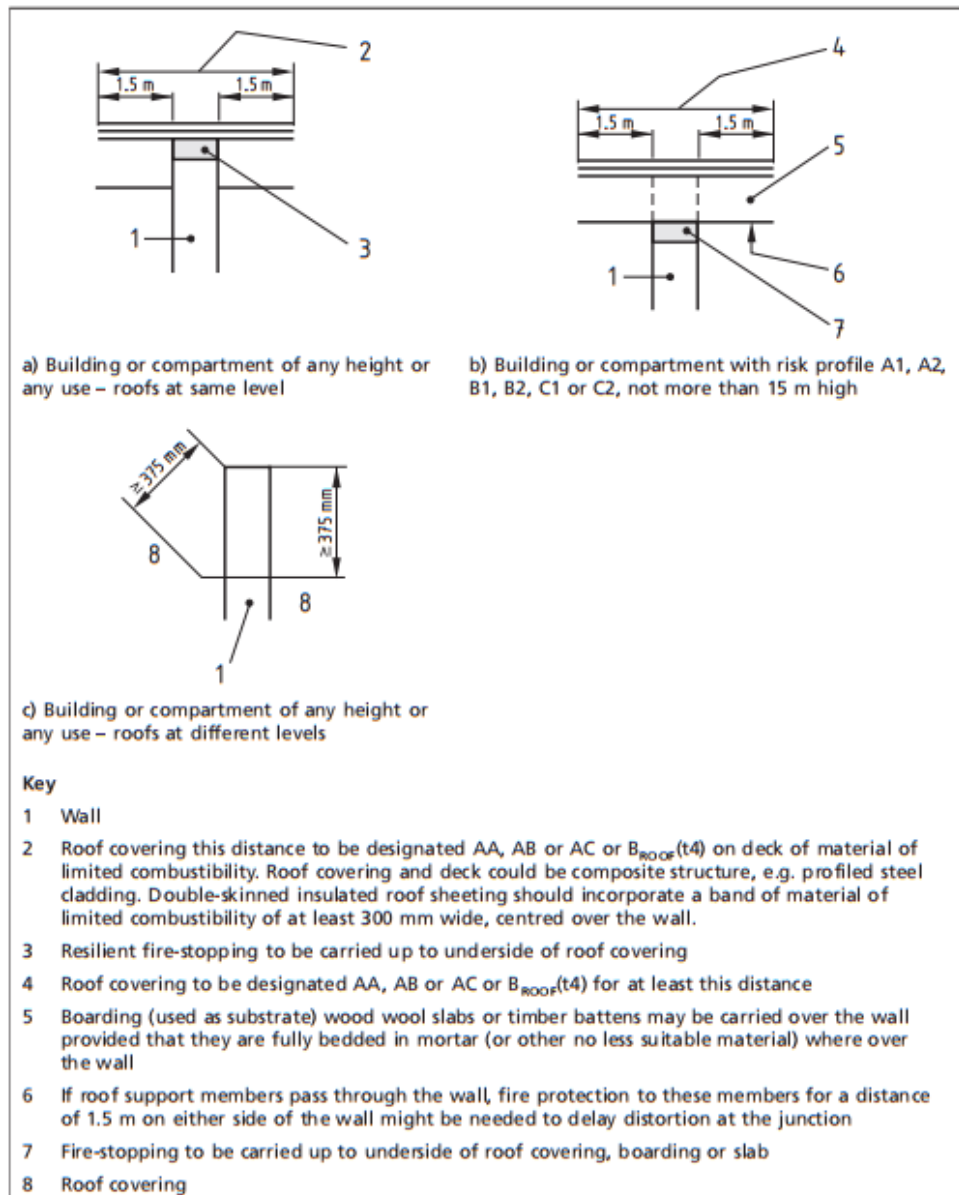 2
4
1.5 m 1.5 m
1.5 m 1.5 m
5
1
3
1
6
7
a) Building or compartment of any height or
any use – roofs at same level
b) Building or compartment with risk profile A1, A2,
B1, B2, C1 or C2, not more than 15 m high
≥375 mm
≥375 mm
8
8
1
c) Building or compartment of any height or
any use – roofs at different levels
Key
1 Wall
2 Roof covering this distance to be designated AA, AB or AC or B_ROOF(t4) on deck of material of
limited combustibility. Roof covering and deck could be composite structure, e.g. profiled steel
cladding. Double-skinned insulated roof sheeting should incorporate a band of material of
limited combustibility of at least 300 mm wide, centred over the wall.
3 Resilient fire-stopping to be carried up to underside of roof covering
4 Roof covering to be designated AA, AB or AC or B_ROOF(t4) for at least this distance
5 Boarding (used as substrate) wood wool slabs or timber battens may be carried over the wall
provided that they are fully bedded in mortar (or other no less suitable material) where over
the wall
6 If roof support members pass through the wall, fire protection to these members for a distance
of 1.5 m on either side of the wall might be needed to delay distortion at the junction
7 Fire-stopping to be carried up to underside of roof covering, boarding or slab
8 Roof covering